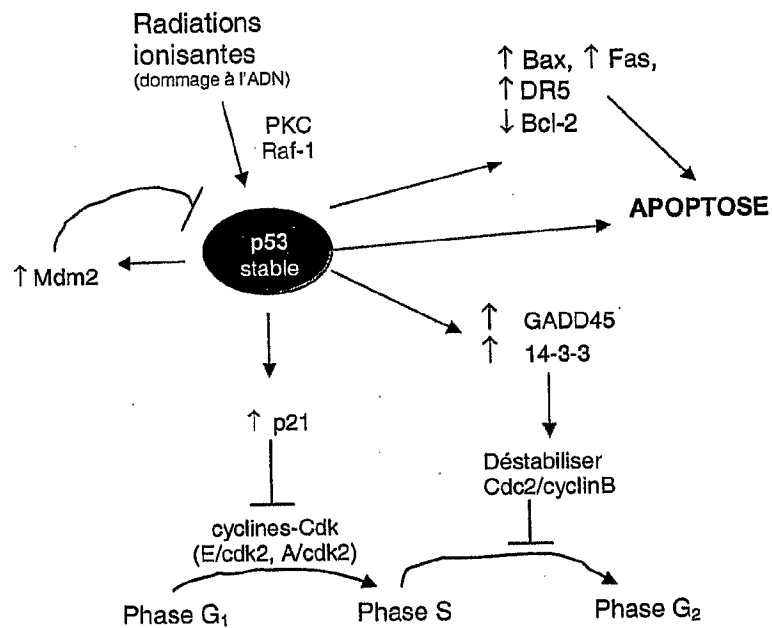 Radiations
ionisantes
(dommage à l'ADN)
PKC
Raf-1
↑ Bax, ↑ Fas,
↑ DR5
↓ Bcl-2
APOPTOSE
p53
stable
↑ Mdm2
↑ GADD45
↑ 14-3-3
↑ p21
Déstabiliser
Cdc2/cyclinB
cyclines-Cdk
(E/cdk2, A/cdk2)
Phase G₁
Phase S
Phase G₂